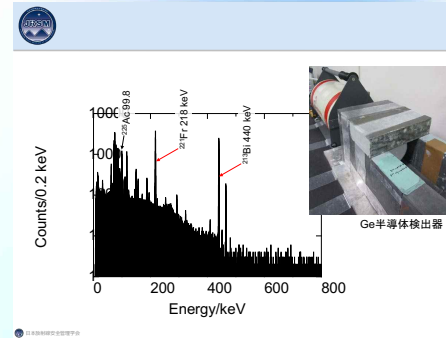 JRSM
²²⁵Ac 99.8
²²¹Fr 218 keV
²¹³Bi 440 keV
Counts/0.2 keV
0
200
400
600
800
Energy/keV
Ge半導体検出器
日本放射線安全管理学会